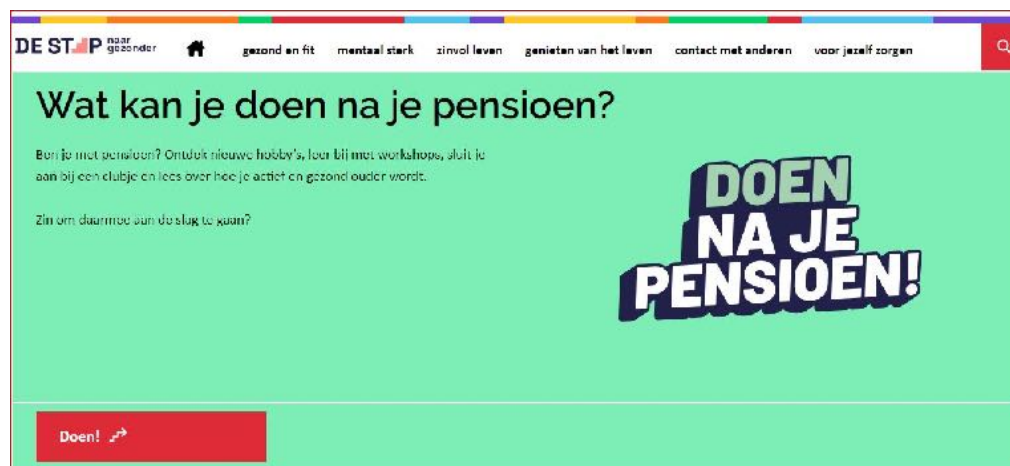 DE STAP naar gezonder
gezond en fit mentaal sterk zinvol leven genieten van het leven contact met anderen voor jezelf zorgen
Wat kan je doen na je pensioen?
Ben je met pensioen? Ontdek nieuwe hobby's, leer bij met workshops, sluit je
aan bij een clubje en lees over hoe je actief en gezond ouder wordt.
Zin om daarmee aan de slag te gaan?
DOEN
NA JE
PENSIOEN!
Doen!